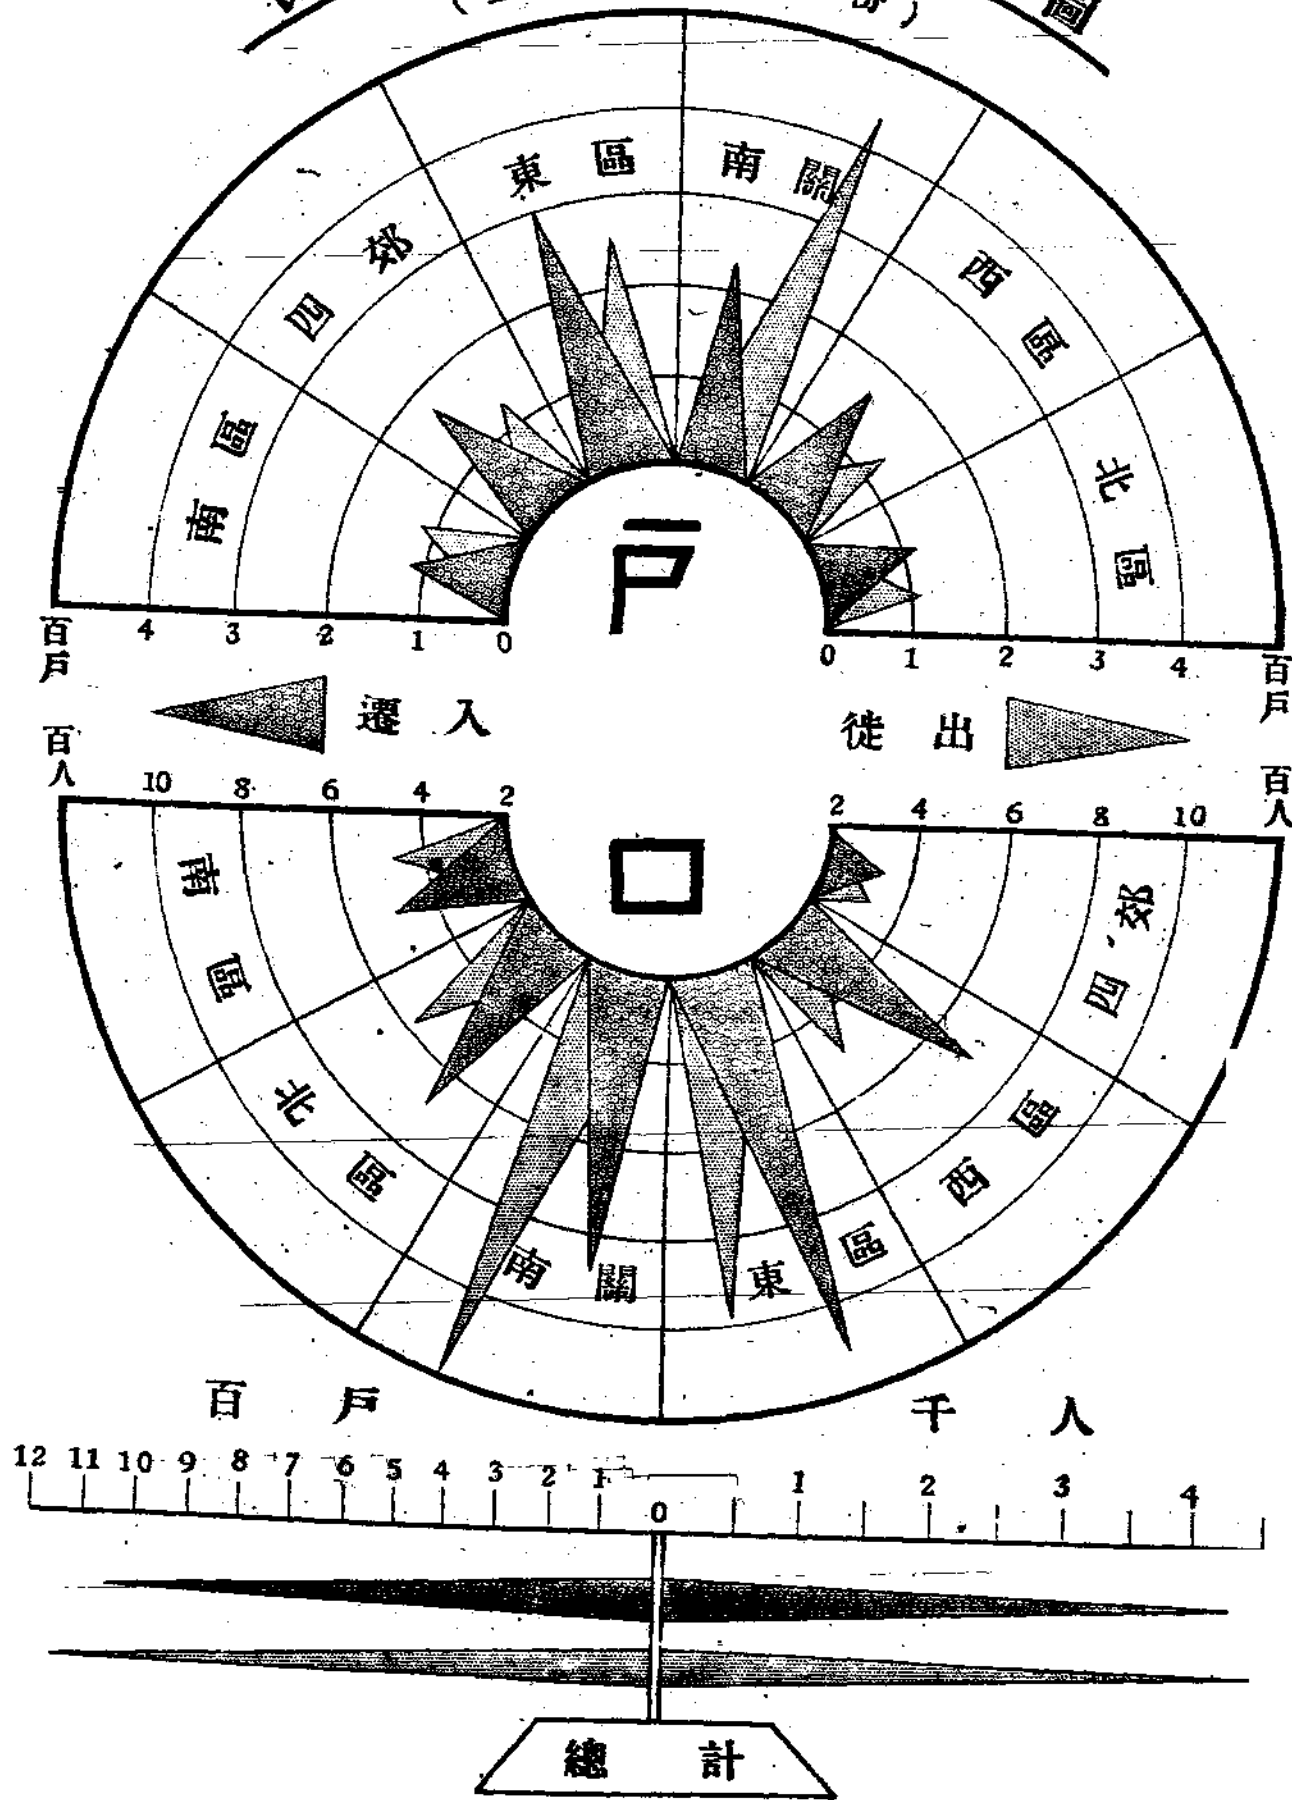 圖
東區
南關
四郊
西區
南區
北區
戶
百戶 4 3 2 1 0
0 1 2 3 4 百戶
遷入
徙出
百人 10 8 6 4 2
2 4 6 8 10 百人
口
南區
四郊
北區
西區
南關
東區
百戶
千人
12 11 10 9 8 7 6 5 4 3 2 1 0 1 2 3 4
總計